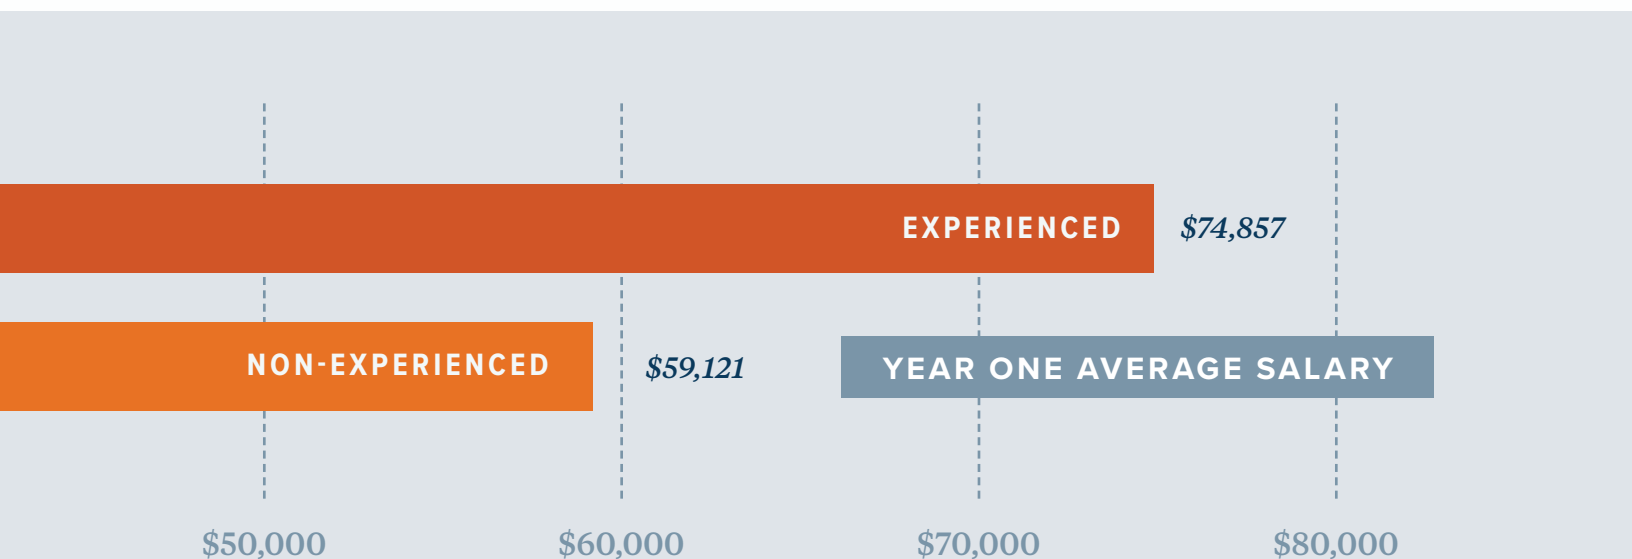 EXPERIENCED $74,857
NON-EXPERIENCED $59,121
YEAR ONE AVERAGE SALARY
$50,000 $60,000 $70,000 $80,000